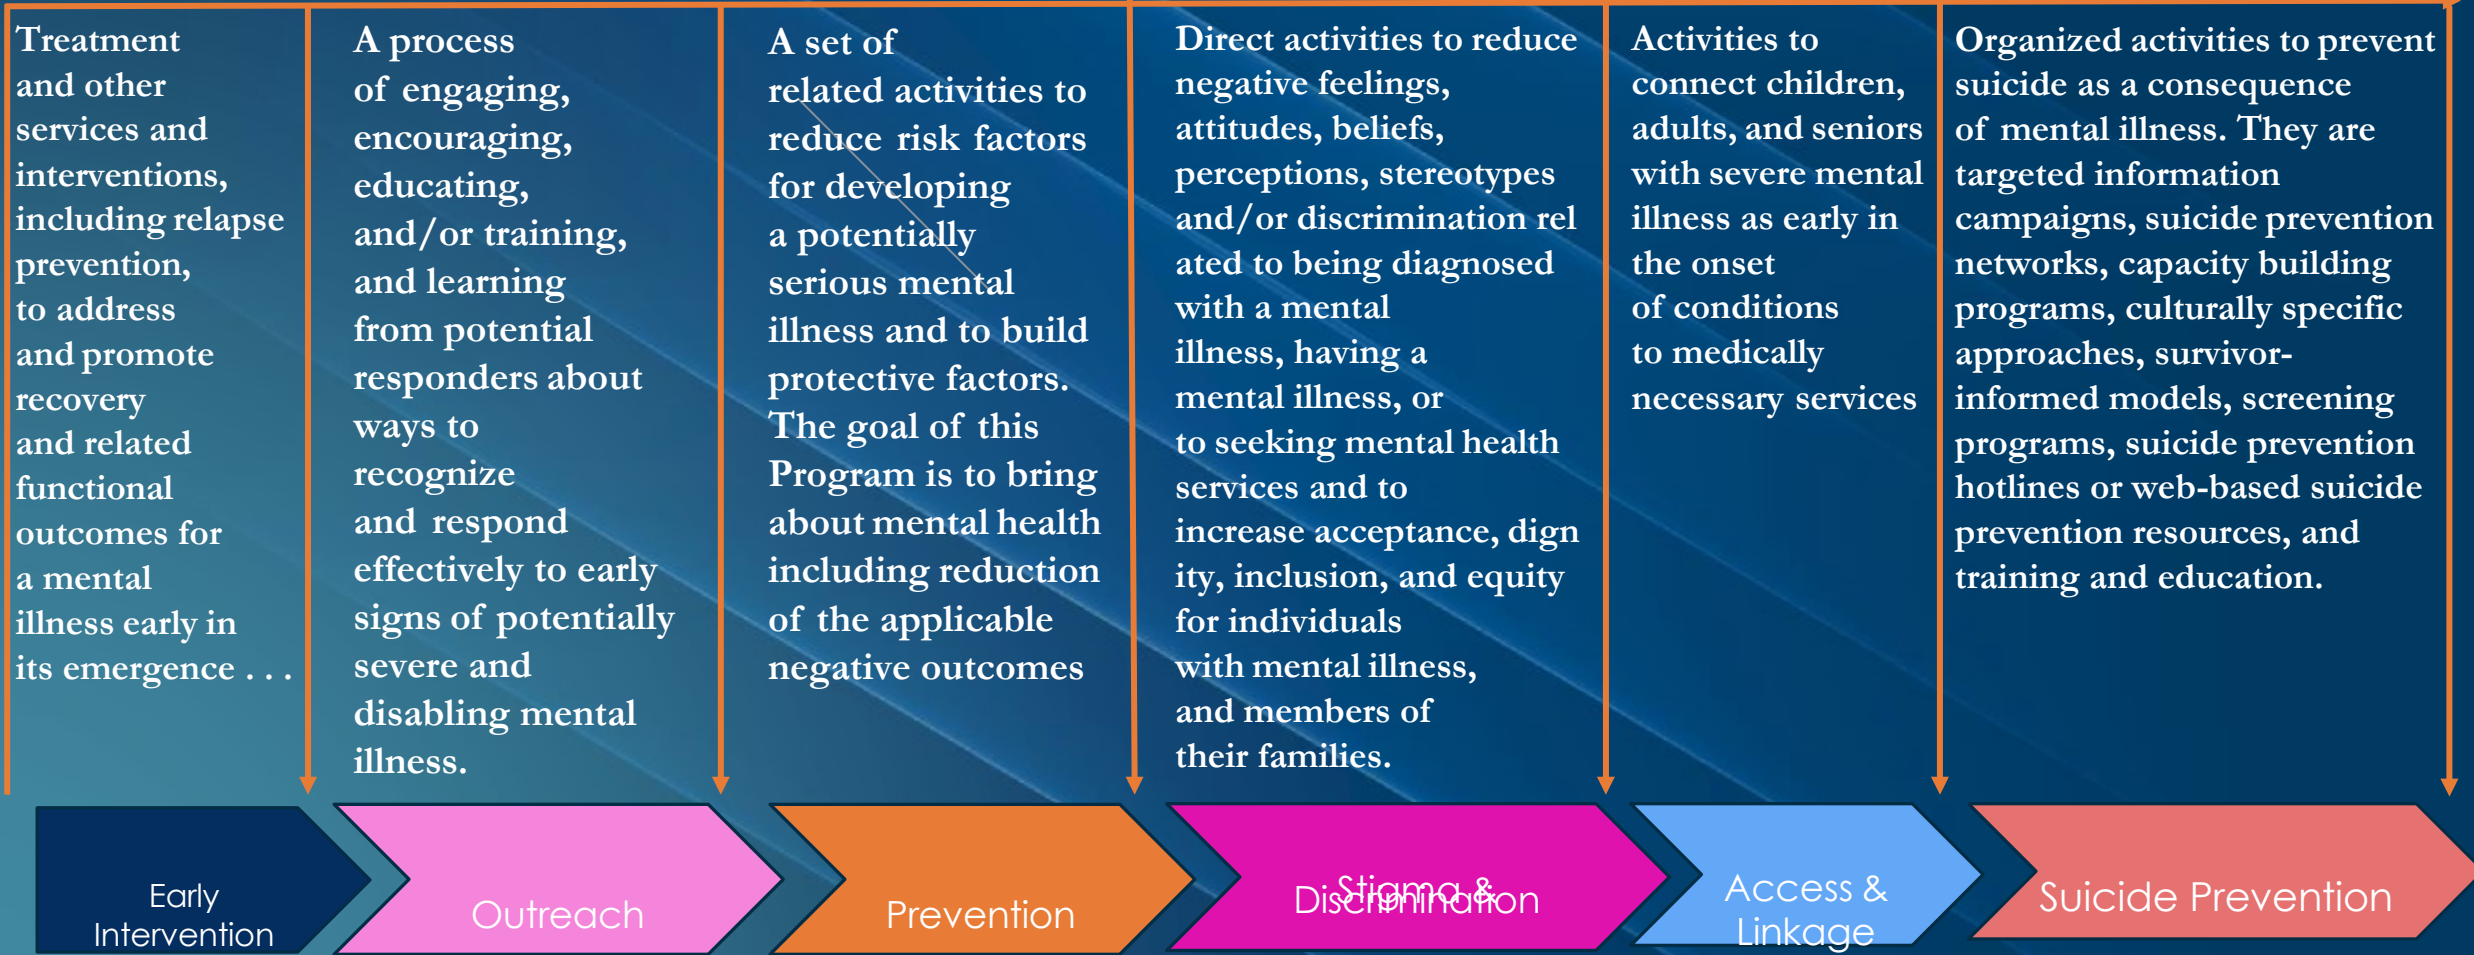 Treatment
and other
services and
interventions,
including relapse
prevention,
to address
and promote
recovery
and related
functional
outcomes for
a mental
illness early in
its emergence . . .
A process
of engaging,
encouraging,
educating,
and/or training,
and learning
from potential
responders about
ways to
recognize
and respond
effectively to early
signs of potentially
severe and
disabling mental
illness.
A set of
related activities to
reduce risk factors
for developing
a potentially
serious mental
illness and to build
protective factors.
The goal of this
Program is to bring
about mental health
including reduction
of the applicable
negative outcomes
Direct activities to reduce
negative feelings,
attitudes, beliefs,
perceptions, stereotypes
and/or discrimination rel
ated to being diagnosed
with a mental
illness, having a
mental illness, or
to seeking mental health
services and to
increase acceptance, dign
ity, inclusion, and equity
for individuals
with mental illness,
and members of
their families.
Activities to
connect children,
adults, and seniors
with severe mental
illness as early in
the onset
of conditions
to medically
necessary services
Organized activities to prevent
suicide as a consequence
of mental illness. They are
targeted information
campaigns, suicide prevention
networks, capacity building
programs, culturally specific
approaches, survivor-
informed models, screening
programs, suicide prevention
hotlines or web-based suicide
prevention resources, and
training and education.
Early
Intervention
Outreach
Prevention
Stigma &
Discrimination
Access &
Linkage
Suicide Prevention